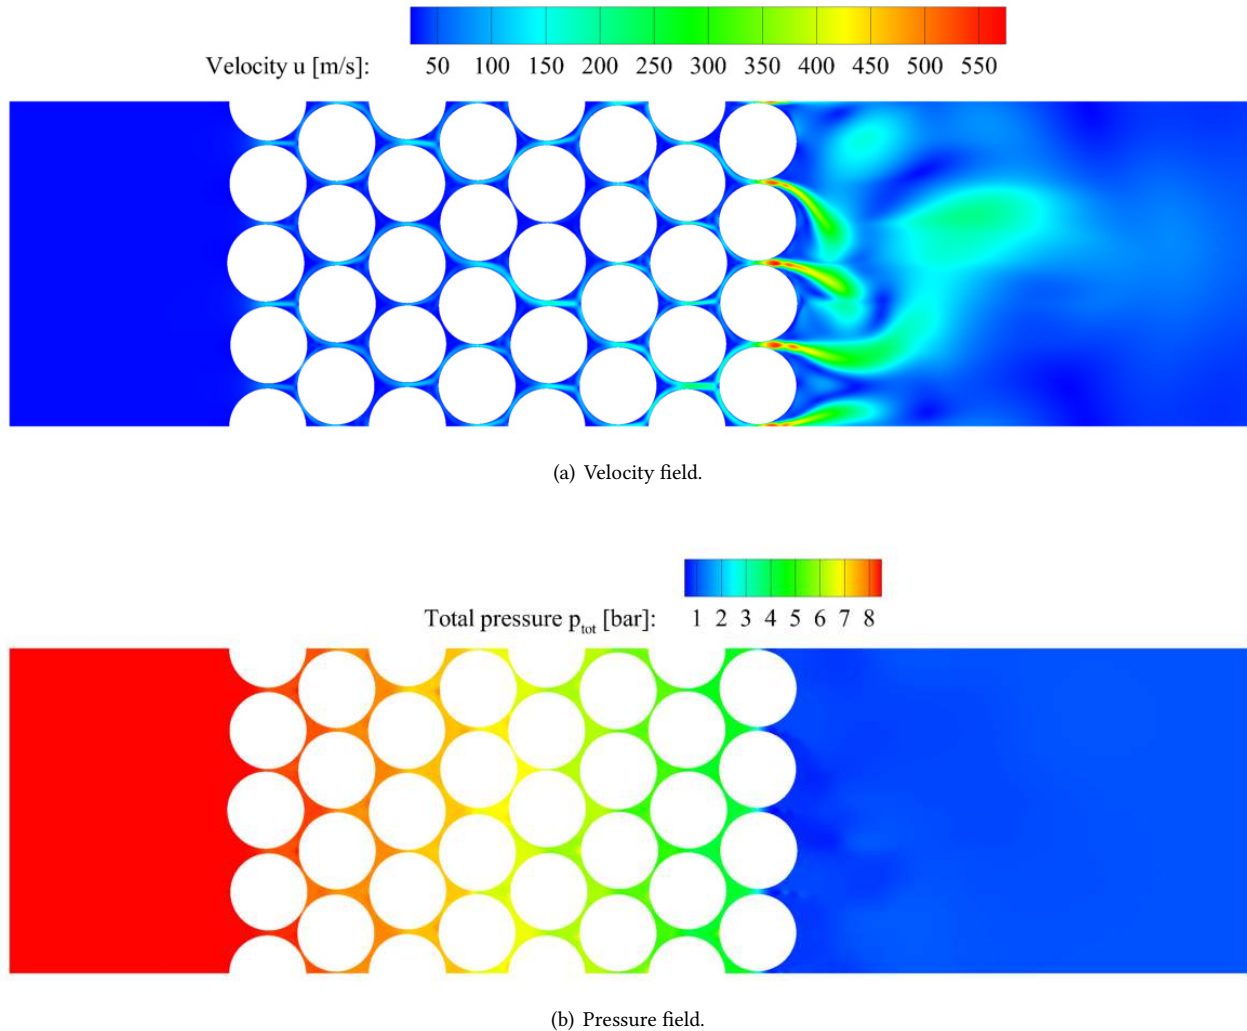 Velocity u [m/s]: 50 100 150 200 250 300 350 400 450 500 550
(a) Velocity field.
Total pressure p_tot [bar]: 1 2 3 4 5 6 7 8
(b) Pressure field.